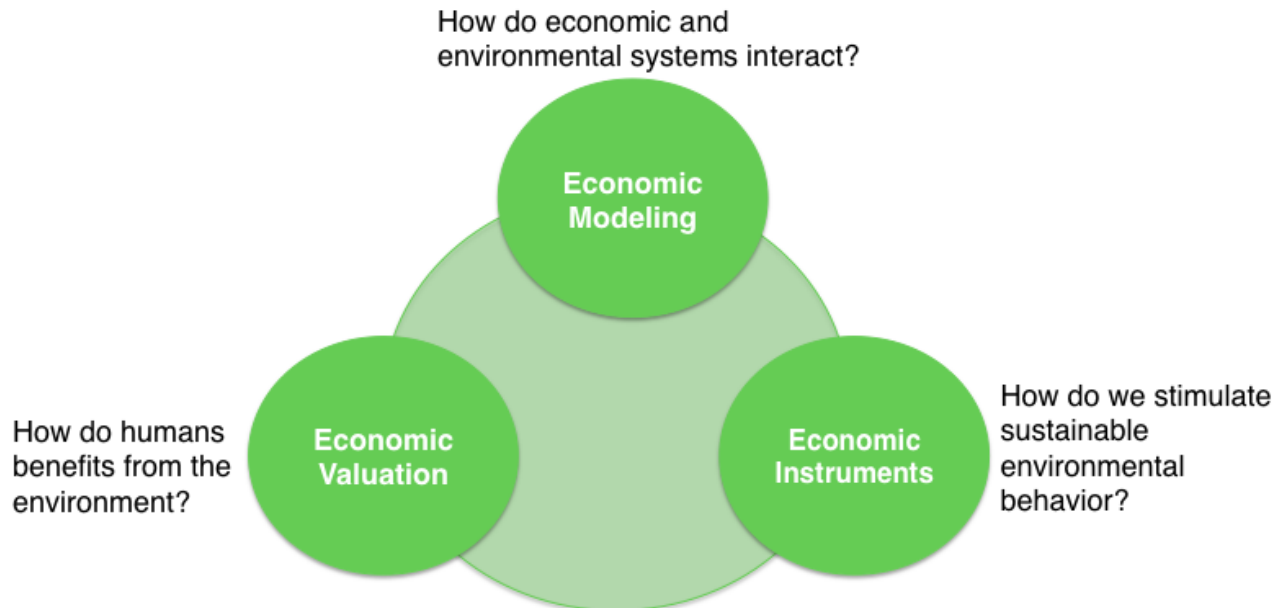 How do economic and
environmental systems interact?
Economic
Modeling
How do humans
benefits from the
environment?
Economic
Valuation
Economic
Instruments
How do we stimulate
sustainable
environmental
behavior?